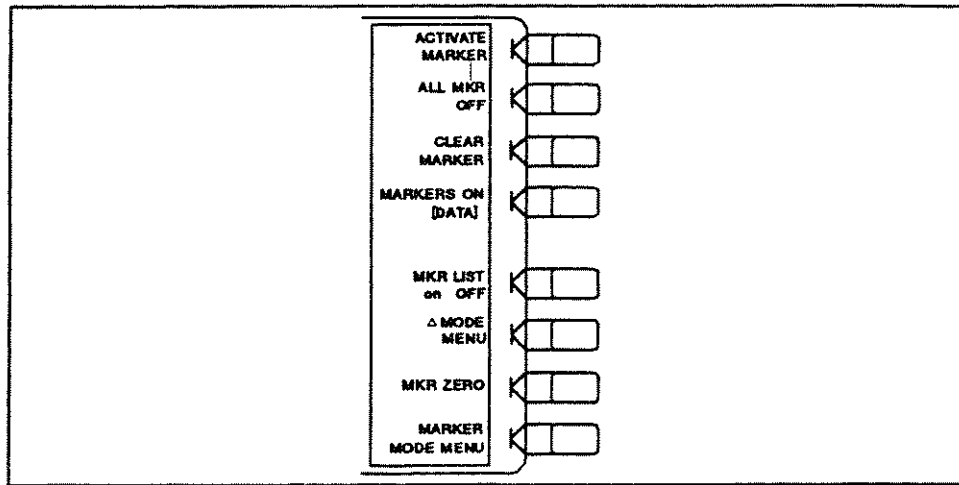 ACTIVATE
MARKER
ALL MKR
OFF
CLEAR
MARKER
MARKERS ON
[DATA]
MKR LIST
on OFF
Δ MODE
MENU
MKR ZERO
MARKER
MODE MENU